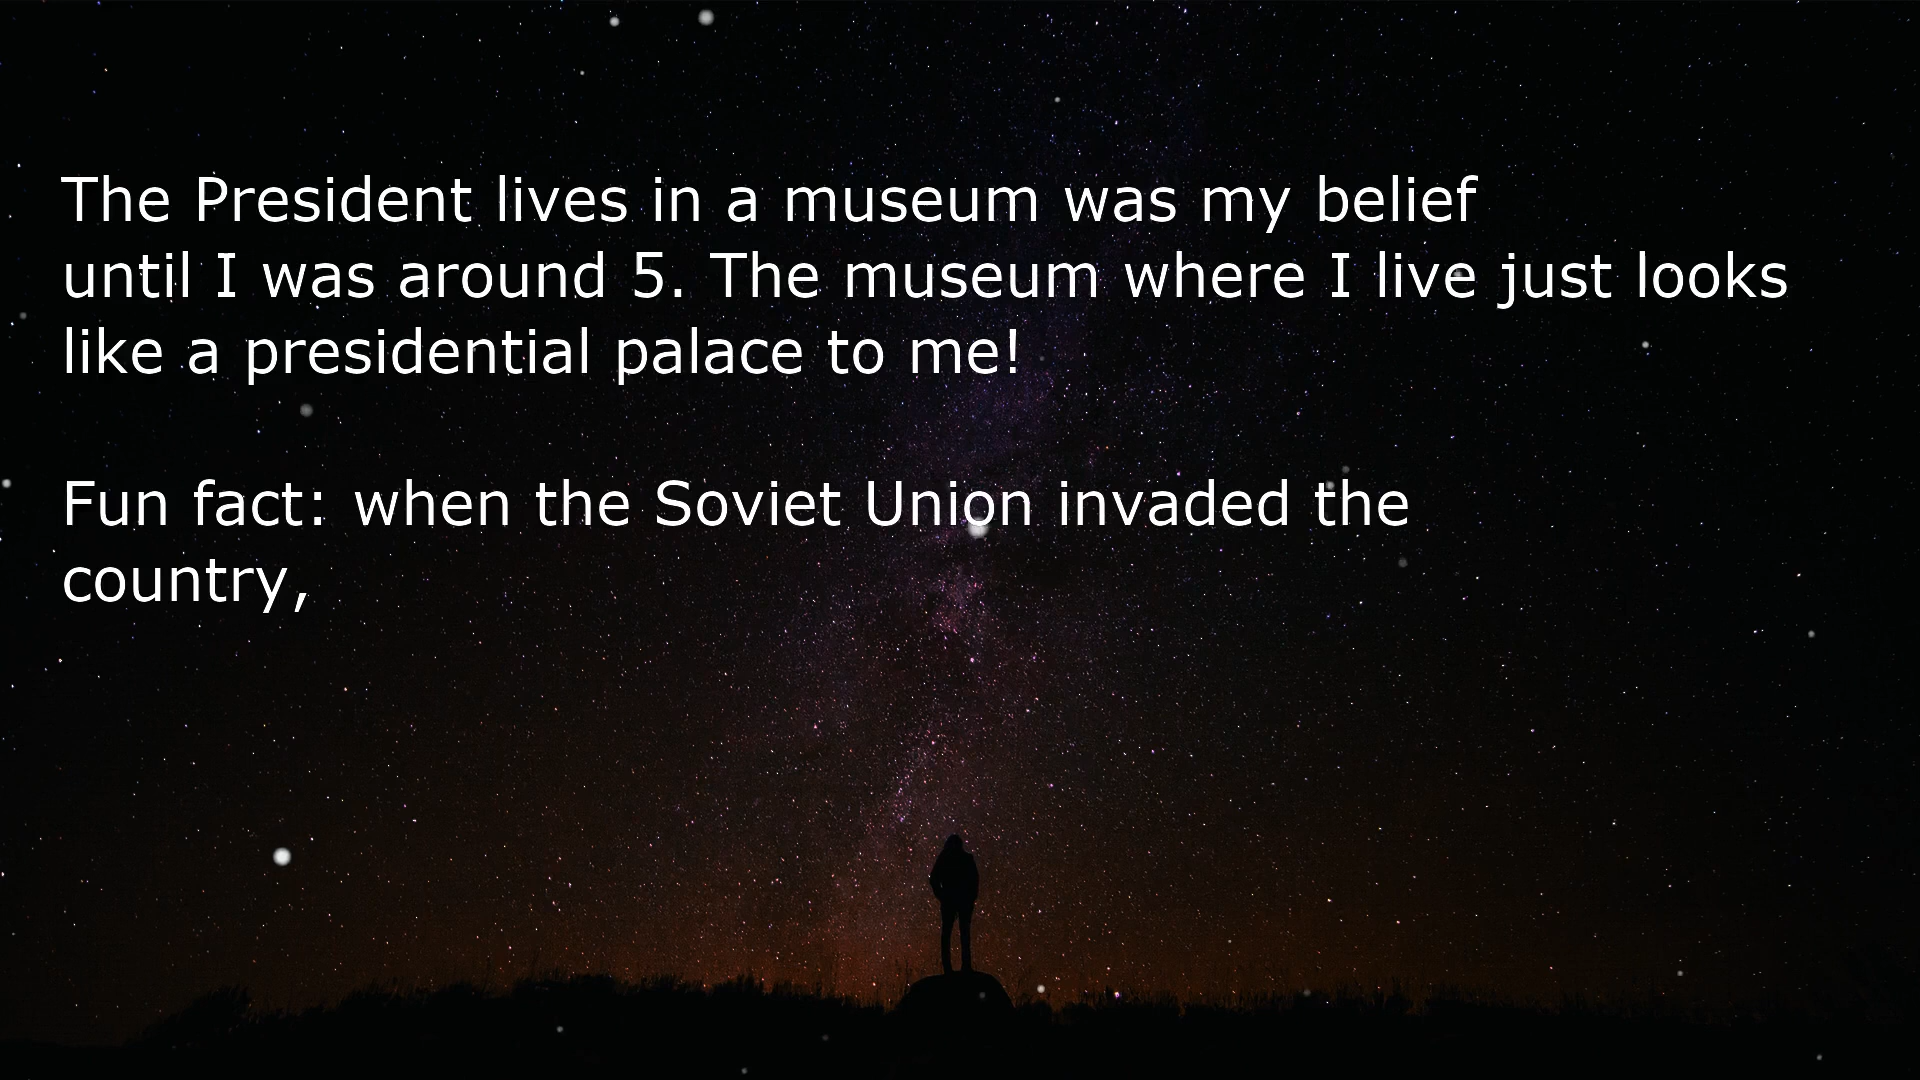 The President lives in a museum was my belief
until I was around 5. The museum where I live just looks
like a presidential palace to me!
Fun fact: when the Soviet Union invaded the
country,